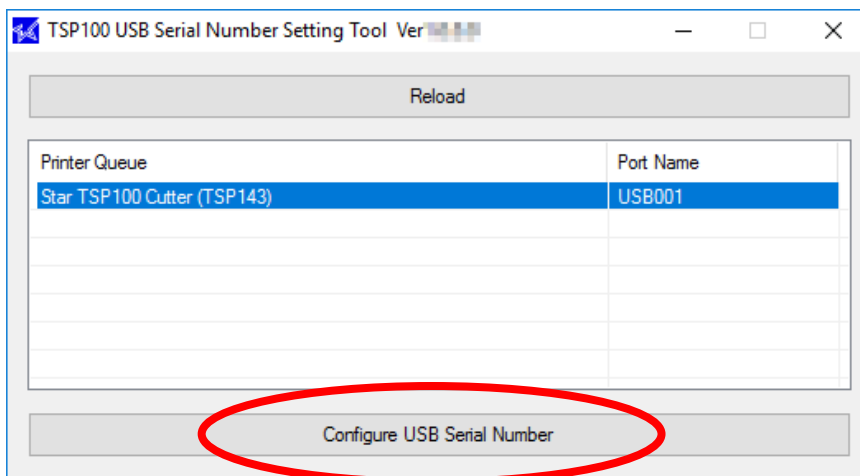 TSP100 USB Serial Number Setting Tool Ver
Reload
Printer Queue Port Name
Star TSP100 Cutter (TSP143) USB001
Configure USB Serial Number